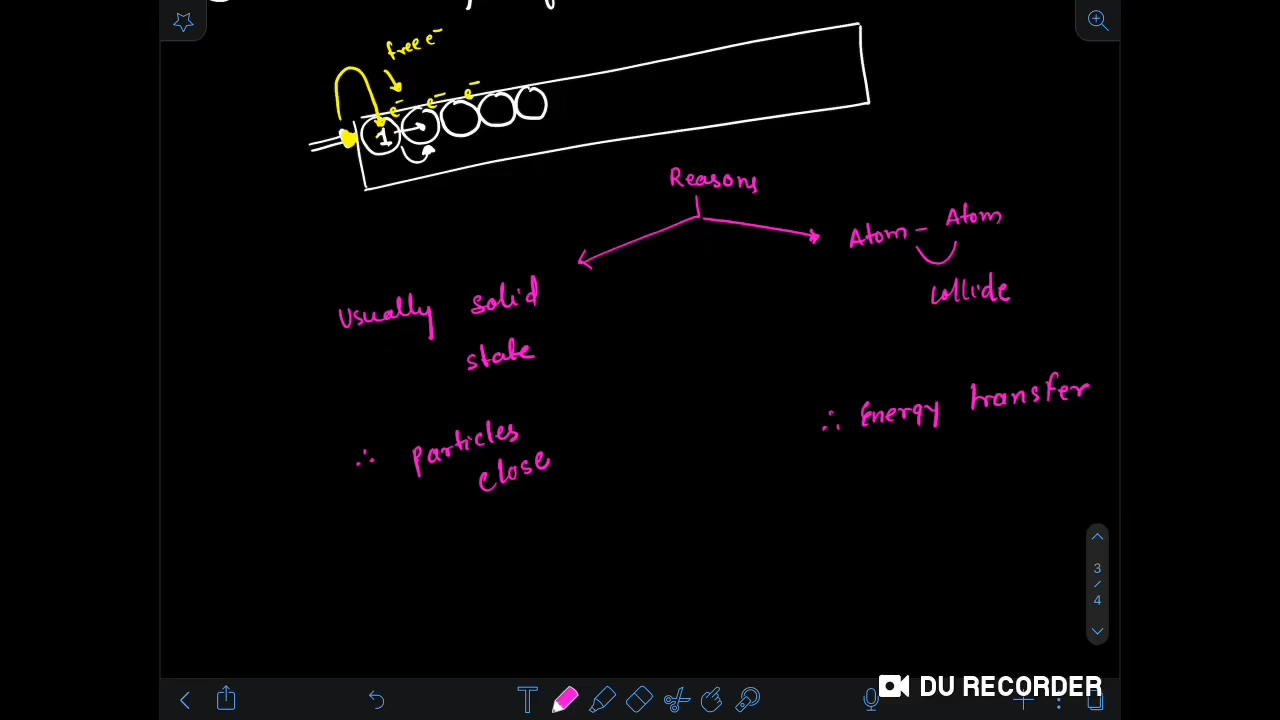 free e⁻
e⁻ e⁻ e⁻
1
Reasons
Atom - Atom
collide
Usually solid
state
∴ Energy transfer
∴ particles
close
3
/
4
T
DU RECORDER